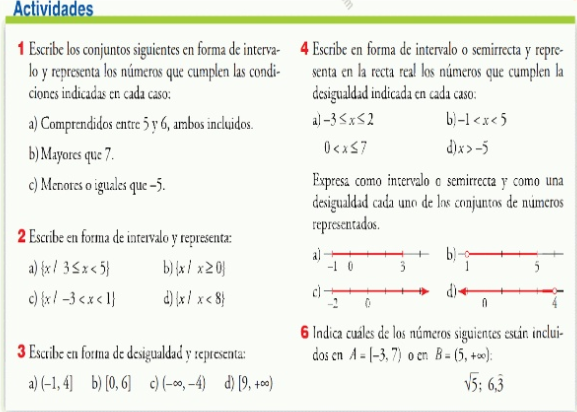 Actividades
1 Escribe los conjuntos siguientes en forma de interva-
lo y representa los números que cumplen las condi-
ciones indicadas en cada caso:
a) Comprendidos entre 5 y 6, ambos incluidos.
b) Mayores que 7.
c) Menores o iguales que –5.
2 Escribe en forma de intervalo y representa:
a) {x / 3 ≤ x < 5} b) {x / x ≥ 0}
c) {x / –3 < x < 1} d) {x / x < 8}
3 Escribe en forma de desigualdad y representa:
a) (–1, 4] b) [0, 6] c) (–∞, –4) d) [9, +∞)
4 Escribe en forma de intervalo o semirrecta y repre-
senta en la recta real los números que cumplen la
desigualdad indicada en cada caso:
a) –3 ≤ x ≤ 2 b) –1 < x < 5
0 < x ≤ 7 d) x > –5
Expresa como intervalo o semirrecta y como una
desigualdad cada uno de los conjuntos de números
representados.
a) –1 0 3 b) 1 5
c) –2 0 d) 0 4
6 Indica cuáles de los números siguientes están inclui-
dos en A = [–3, 7) o en B = (5, +∞):
√5; 6,3̂